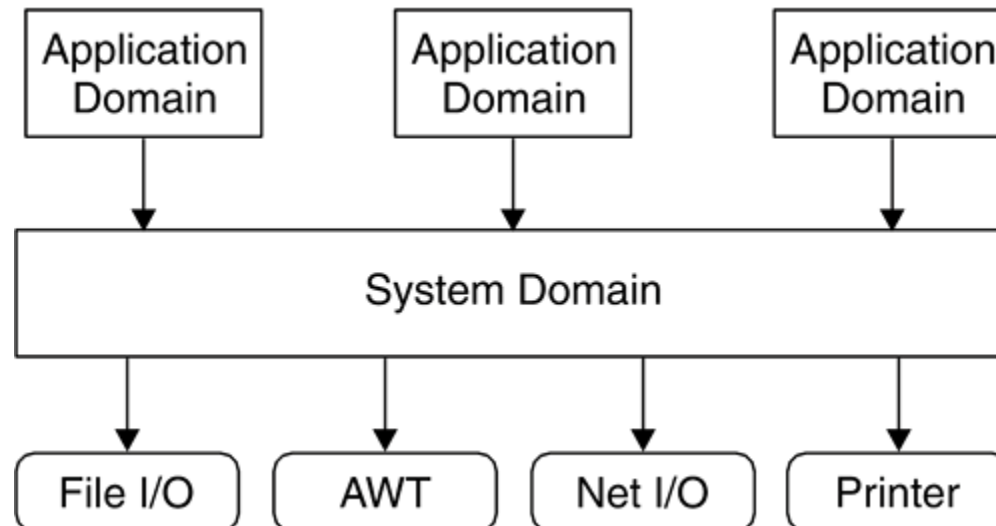 Application
Domain
Application
Domain
Application
Domain
System Domain
File I/O
AWT
Net I/O
Printer